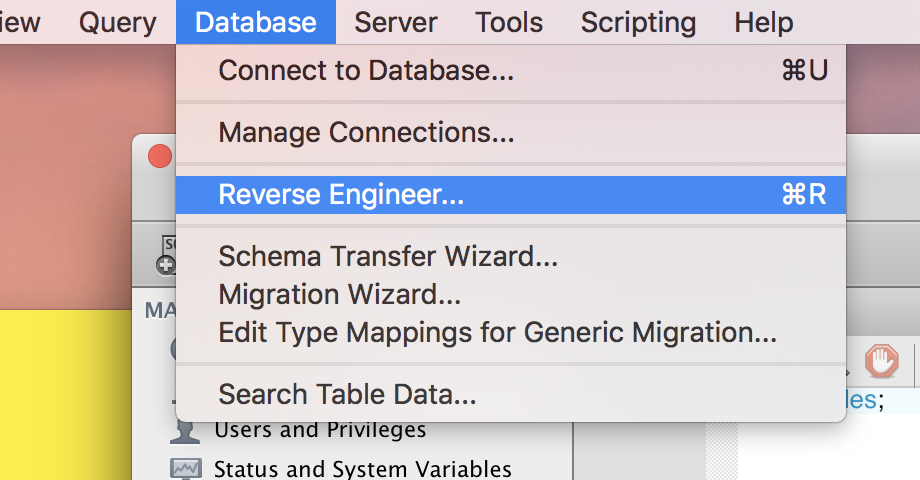 iew Query Database Server Tools Scripting Help
Connect to Database... ⌘U
Manage Connections...
Reverse Engineer... ⌘R
Schema Transfer Wizard...
Migration Wizard...
Edit Type Mappings for Generic Migration...
Search Table Data...
MA
les;
Users and Privileges
Status and System Variables